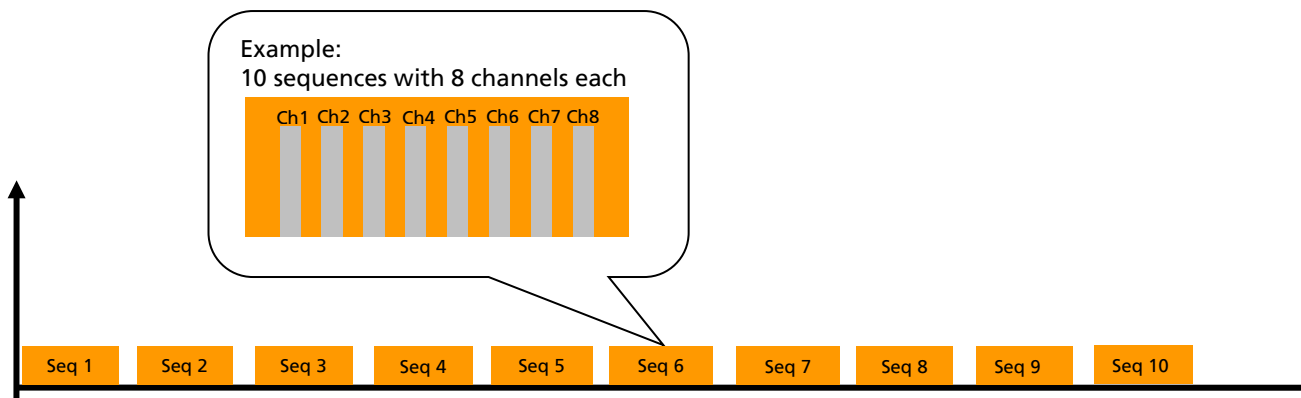 Example:
10 sequences with 8 channels each
Ch1 Ch2 Ch3 Ch4 Ch5 Ch6 Ch7 Ch8
Seq 1 Seq 2 Seq 3 Seq 4 Seq 5 Seq 6 Seq 7 Seq 8 Seq 9 Seq 10